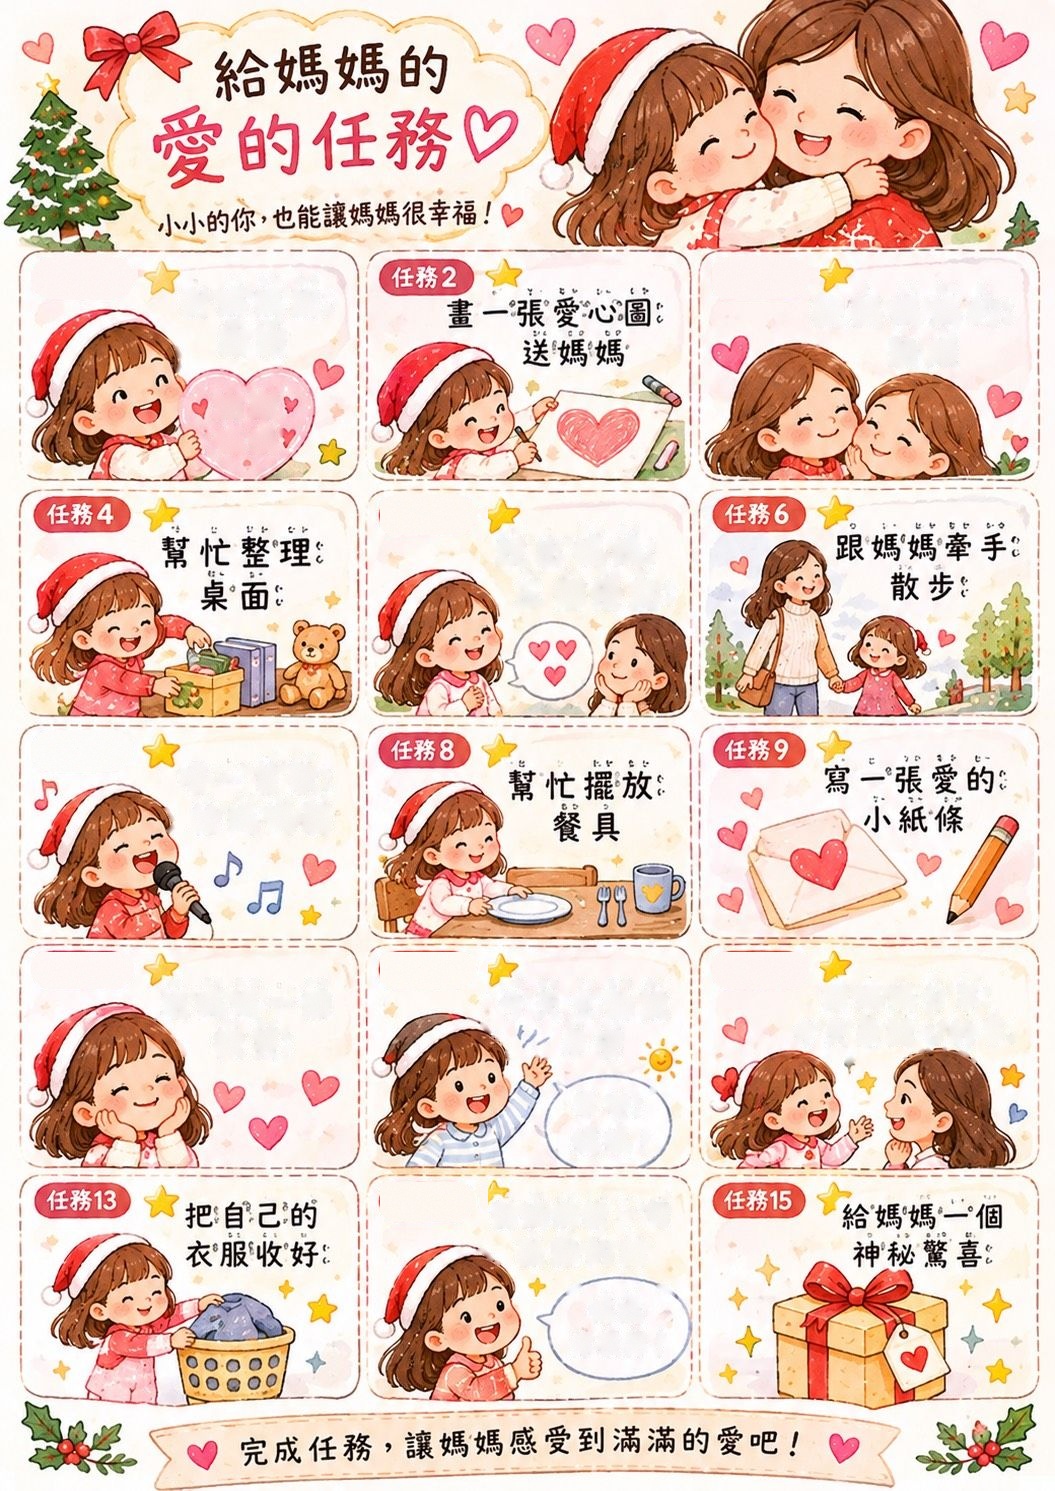 給媽媽的
愛的任務
小小的你，也能讓媽媽很幸福！
任務2
畫一張愛心圖
送媽媽
任務4
幫忙整理
桌面
任務6
跟媽媽牽手
散步
任務8
幫忙擺放
餐具
任務9
寫一張愛的
小紙條
任務13
把自己的
衣服收好
任務15
給媽媽一個
神秘驚喜
完成任務，讓媽媽感受到滿滿的愛吧！